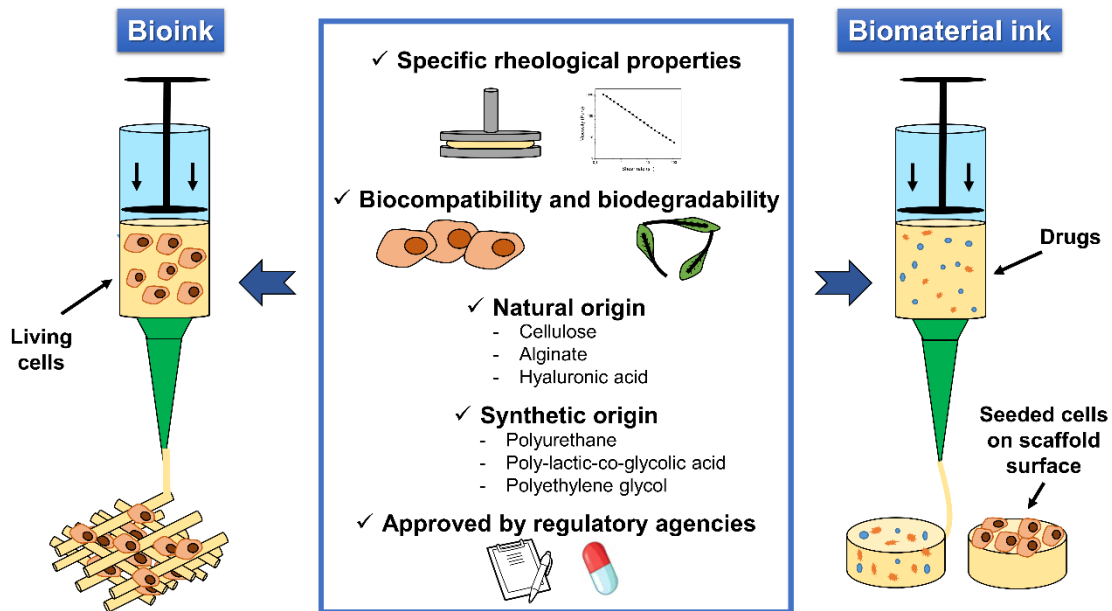 Bioink
Living
cells
✓ Specific rheological properties
✓ Biocompatibility and biodegradability
✓ Natural origin
- Cellulose
- Alginate
- Hyaluronic acid
✓ Synthetic origin
- Polyurethane
- Poly-lactic-co-glycolic acid
- Polyethylene glycol
✓ Approved by regulatory agencies
Biomaterial ink
Drugs
Seeded cells
on scaffold
surface